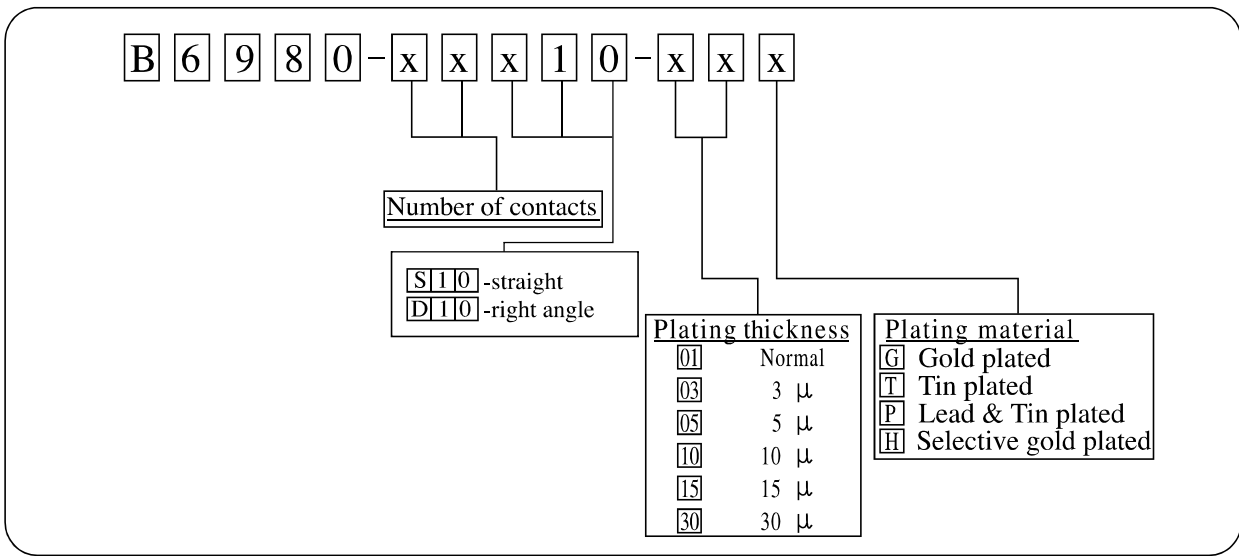 B6980-xxx10-xxx
Number of contacts
S10-straight
D10-right angle
Plating thickness
01 Normal
03 3 μ
05 5 μ
10 10 μ
15 15 μ
30 30 μ
Plating material
G Gold plated
T Tin plated
P Lead & Tin plated
H Selective gold plated